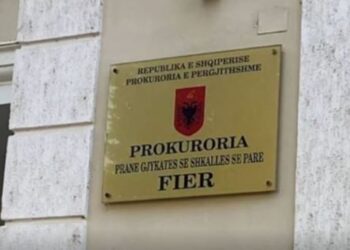 REPUBLIKA E SHQIPERISE
PROKURORIA E PERGJITHSHME
PROKURORIA
PRANE GJYKATES SE SHKALLES SE PARE
FIER